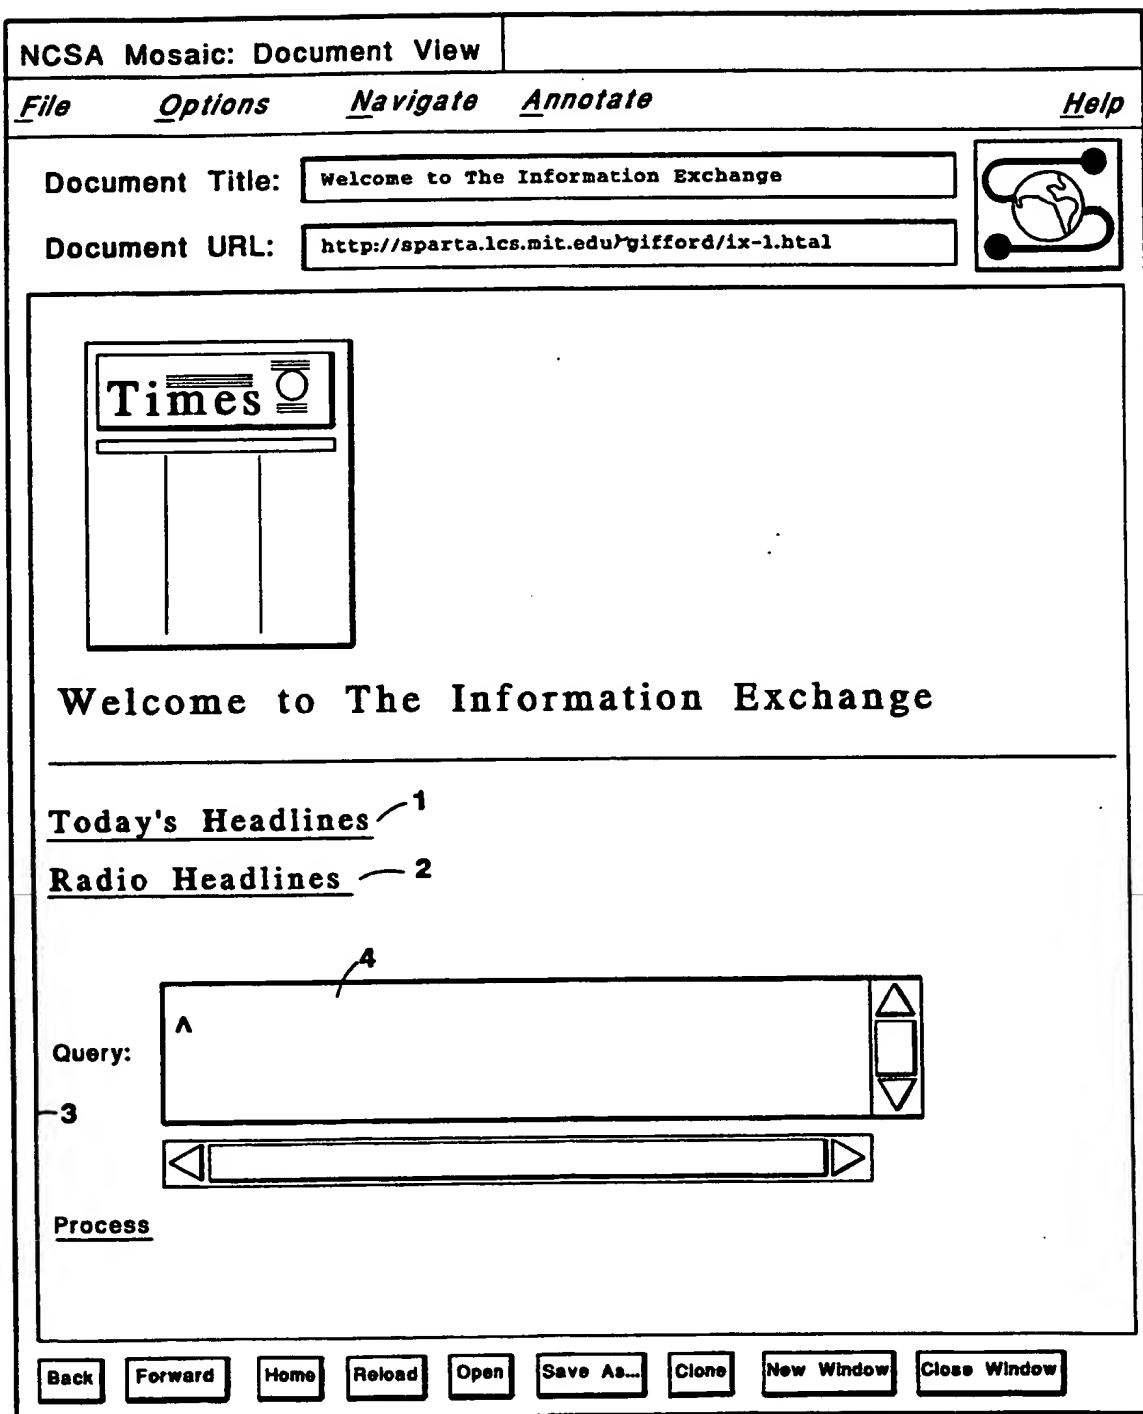 NCSA Mosaic: Document View
File Options Navigate Annotate Help
Document Title: Welcome to The Information Exchange
Document URL: http://sparta.lcs.mit.edu/~gifford/ix-1.htal
Times
Welcome to The Information Exchange
Today's Headlines 1
Radio Headlines 2
4
^
Query:
3
Process
Back Forward Home Reload Open Save As... Clone New Window Close Window